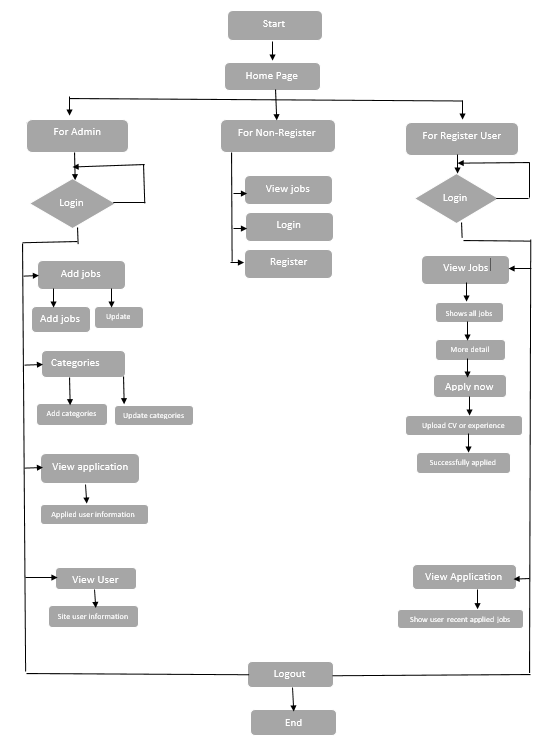 Start
Home Page
For Admin
For Non-Register
For Register User
Login
View jobs
Login
Register
Login
Add jobs
Add jobs
Update
Categories
Add categories
Update categories
View application
Applied user information
View User
Site user information
View Jobs
Shows all jobs
More detail
Apply now
Upload CV or experience
Successfully applied
View Application
Show user recent applied jobs
Logout
End